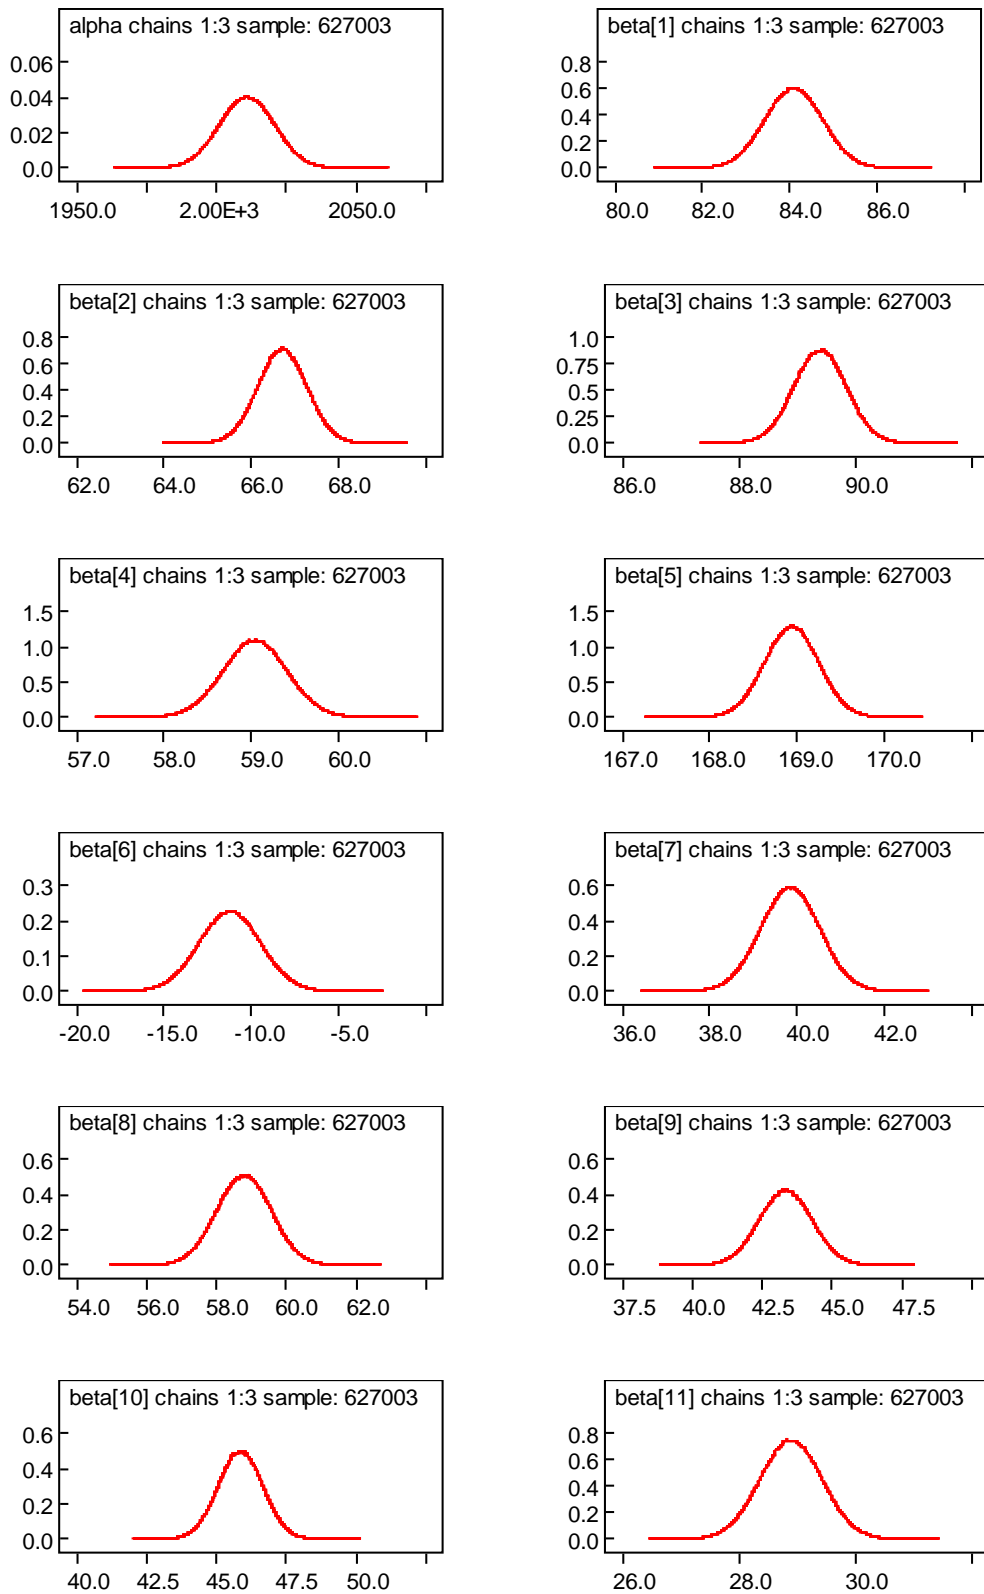 alpha chains 1:3 sample: 627003
0.06
0.04
0.02
0.0
1950.0 2.00E+3 2050.0
beta[1] chains 1:3 sample: 627003
0.8
0.6
0.4
0.2
0.0
80.0 82.0 84.0 86.0
beta[2] chains 1:3 sample: 627003
0.8
0.6
0.4
0.2
0.0
62.0 64.0 66.0 68.0
beta[3] chains 1:3 sample: 627003
1.0
0.75
0.5
0.25
0.0
86.0 88.0 90.0
beta[4] chains 1:3 sample: 627003
1.5
1.0
0.5
0.0
57.0 58.0 59.0 60.0
beta[5] chains 1:3 sample: 627003
1.5
1.0
0.5
0.0
167.0 168.0 169.0 170.0
beta[6] chains 1:3 sample: 627003
0.3
0.2
0.1
0.0
-20.0 -15.0 -10.0 -5.0
beta[7] chains 1:3 sample: 627003
0.6
0.4
0.2
0.0
36.0 38.0 40.0 42.0
beta[8] chains 1:3 sample: 627003
0.6
0.4
0.2
0.0
54.0 56.0 58.0 60.0 62.0
beta[9] chains 1:3 sample: 627003
0.6
0.4
0.2
0.0
37.5 40.0 42.5 45.0 47.5
beta[10] chains 1:3 sample: 627003
0.6
0.4
0.2
0.0
40.0 42.5 45.0 47.5 50.0
beta[11] chains 1:3 sample: 627003
0.8
0.6
0.4
0.2
0.0
26.0 28.0 30.0